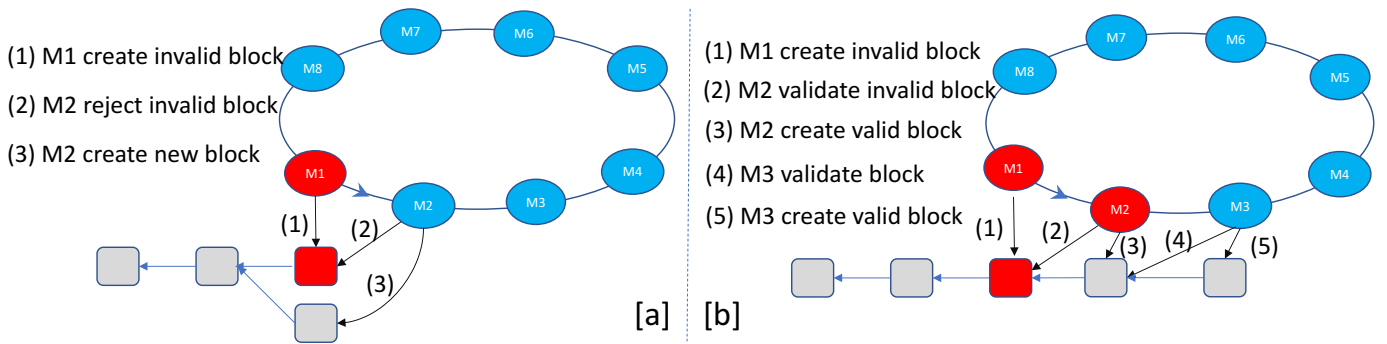 (1) M1 create invalid block
(2) M2 reject invalid block
(3) M2 create new block
M7
M6
M8
M5
M1
M4
M2
M3
(1)
(2)
(3)
[a]
(1) M1 create invalid block
(2) M2 validate invalid block
(3) M2 create valid block
(4) M3 validate block
(5) M3 create valid block
M7
M6
M8
M5
M1
M4
M2
M3
(1)
(2)
(3)
(4)
(5)
[b]